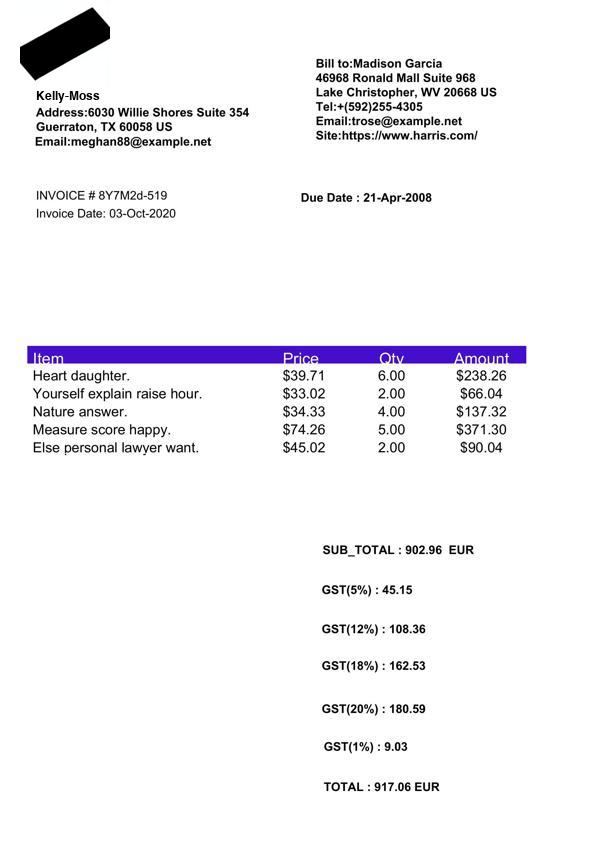 Kelly-Moss
Address:6030 Willie Shores Suite 354
Guerraton, TX 60058 US
Email:meghan88@example.net
Bill to:Madison Garcia
46968 Ronald Mall Suite 968
Lake Christopher, WV 20668 US
Tel:+(592)255-4305
Email:trose@example.net
Site:https://www.harris.com/
INVOICE # 8Y7M2d-519
Invoice Date: 03-Oct-2020
Due Date : 21-Apr-2008
Item Price Qty Amount
Heart daughter. $39.71 6.00 $238.26
Yourself explain raise hour. $33.02 2.00 $66.04
Nature answer. $34.33 4.00 $137.32
Measure score happy. $74.26 5.00 $371.30
Else personal lawyer want. $45.02 2.00 $90.04
SUB_TOTAL : 902.96 EUR
GST(5%) : 45.15
GST(12%) : 108.36
GST(18%) : 162.53
GST(20%) : 180.59
GST(1%) : 9.03
TOTAL : 917.06 EUR